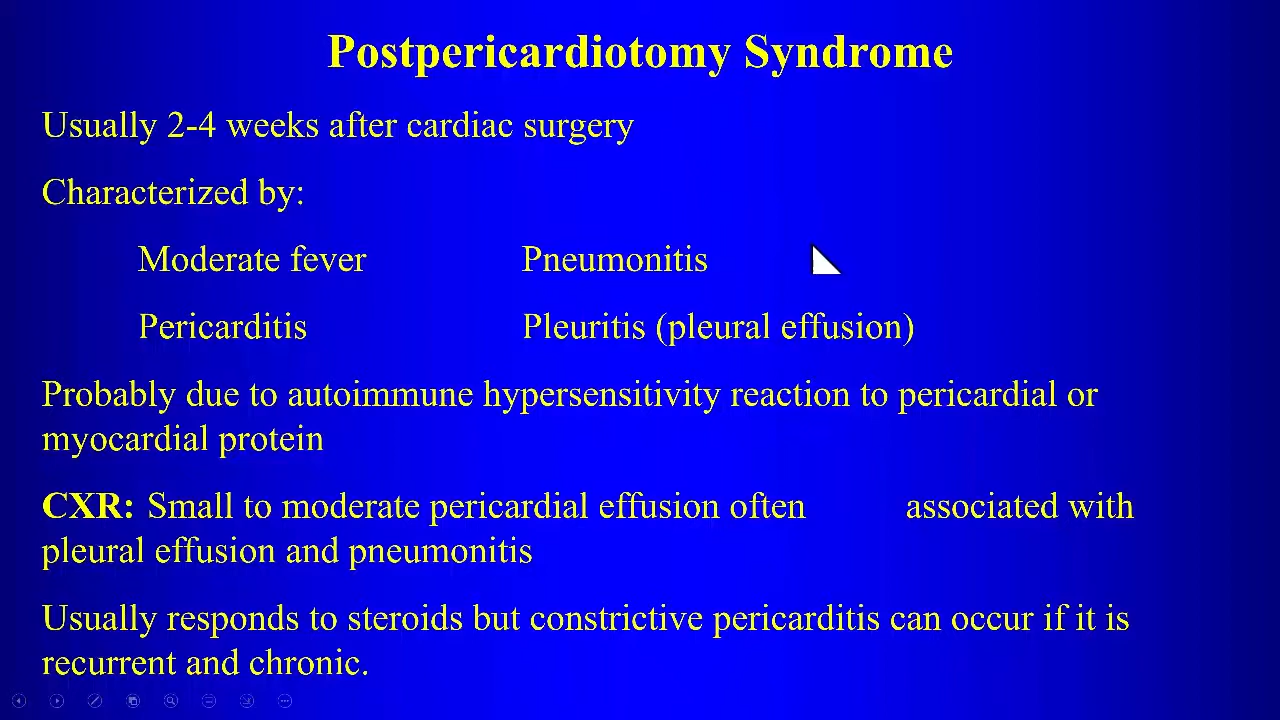 Postpericardiotomy Syndrome
Usually 2-4 weeks after cardiac surgery
Characterized by:
Moderate fever Pneumonitis
Pericarditis Pleuritis (pleural effusion)
Probably due to autoimmune hypersensitivity reaction to pericardial or
myocardial protein
CXR: Small to moderate pericardial effusion often associated with
pleural effusion and pneumonitis
Usually responds to steroids but constrictive pericarditis can occur if it is
recurrent and chronic.